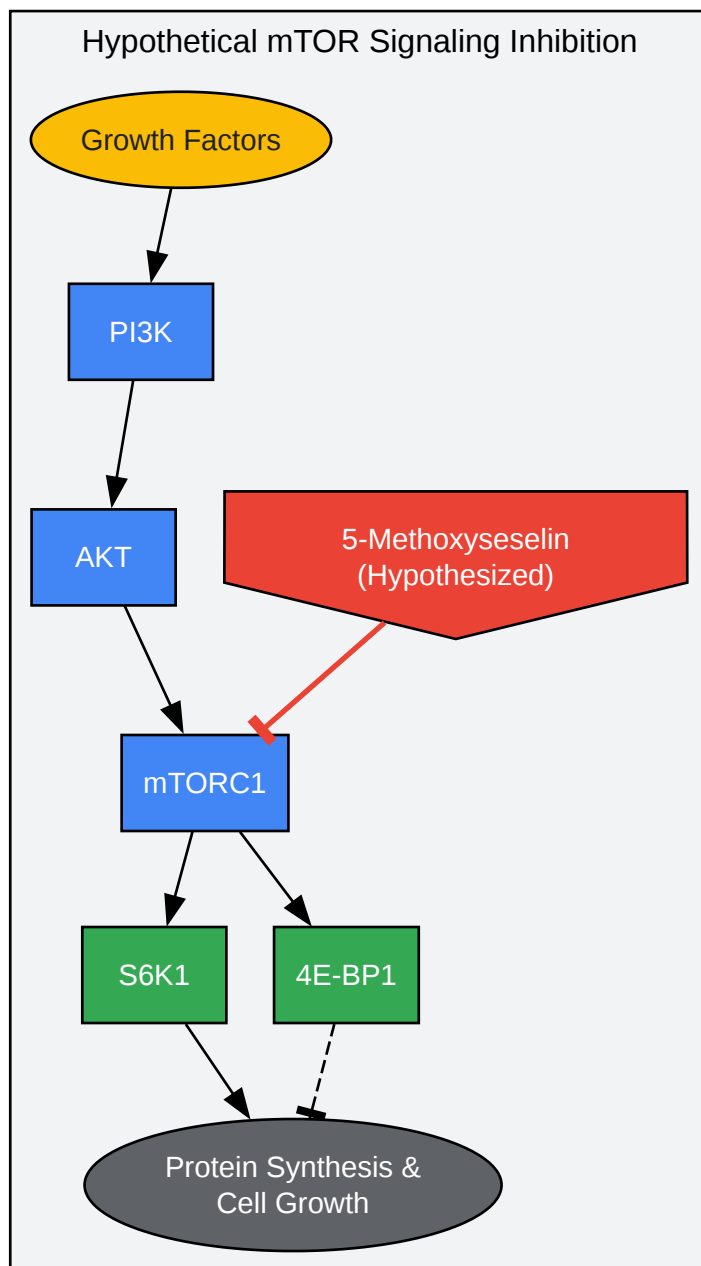 Hypothetical mTOR Signaling Inhibition
Growth Factors
PI3K
AKT
5-Methoxyseselin
(Hypothesized)
mTORC1
S6K1
4E-BP1
Protein Synthesis &
Cell Growth